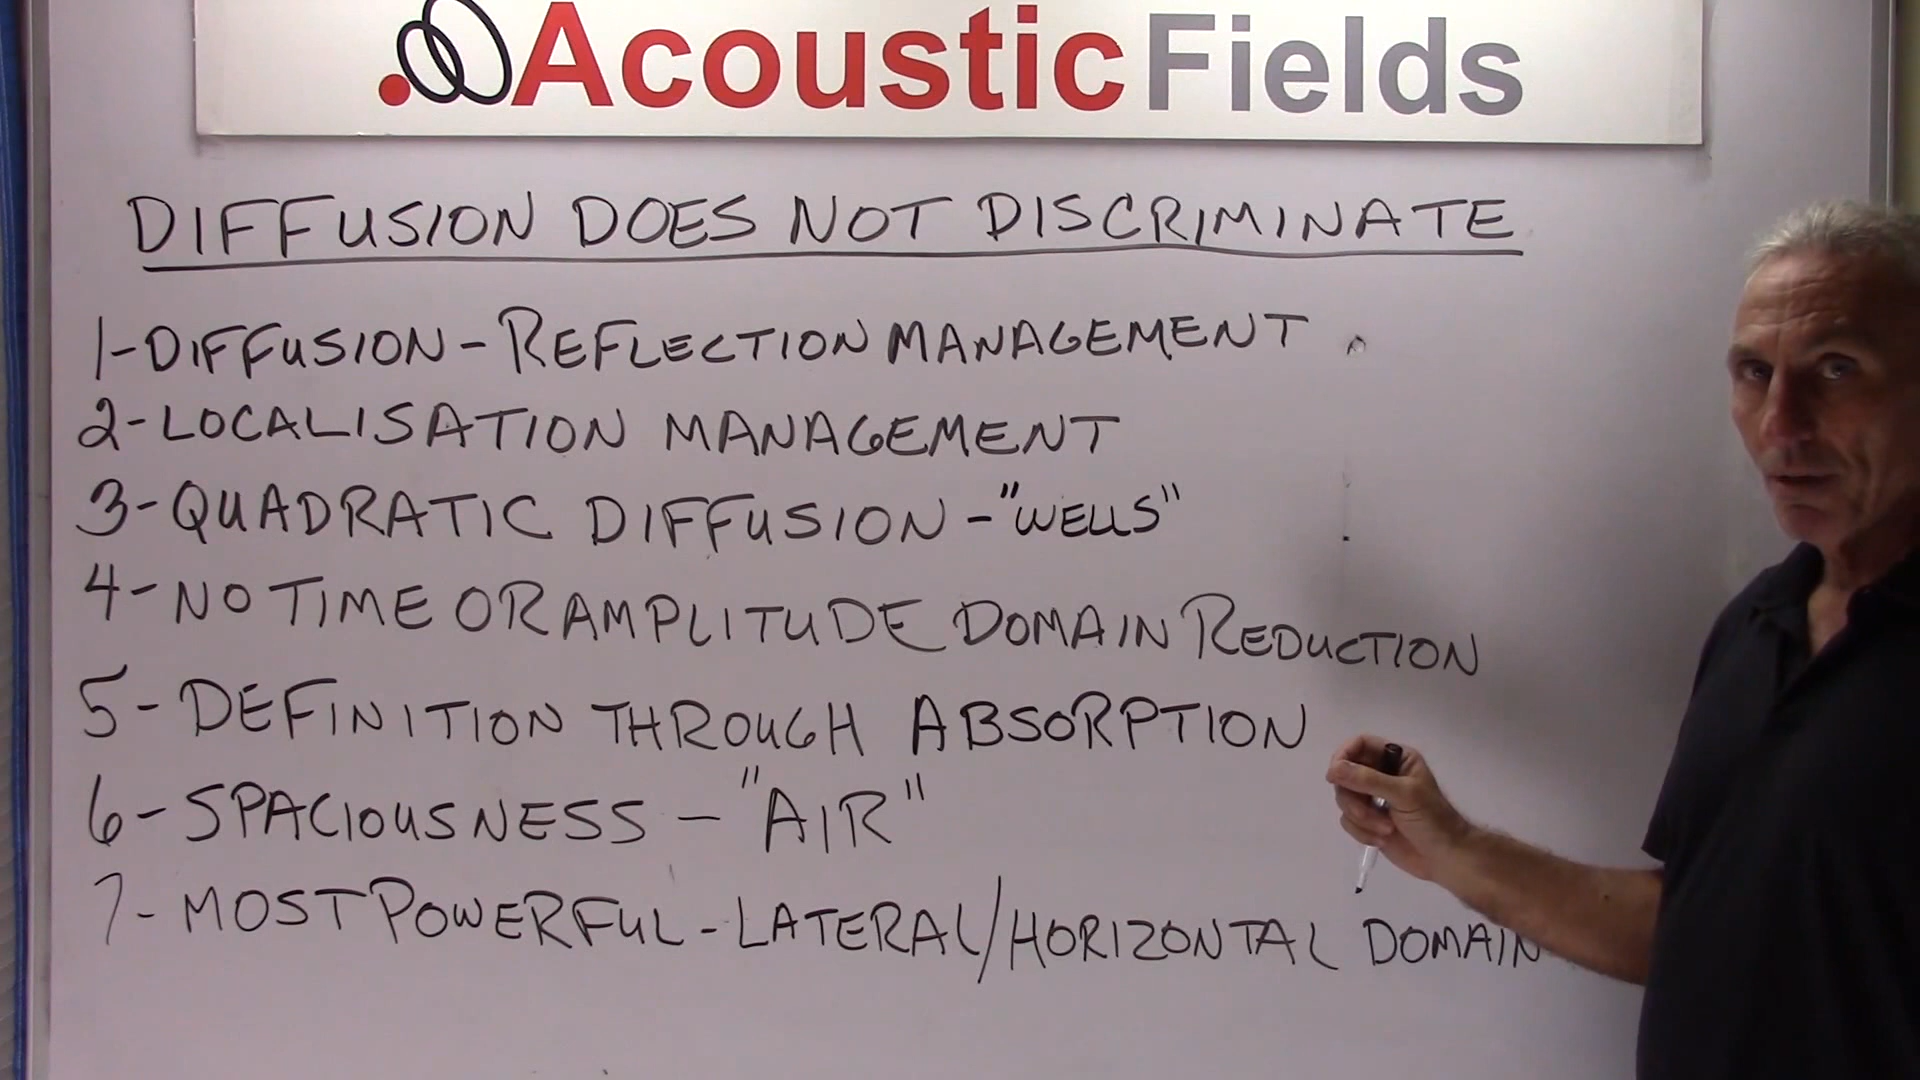 AcousticFields
DIFFUSION DOES NOT DISCRIMINATE
1-DIFFUSION-REFLECTION MANAGEMENT
2-LOCALISATION MANAGEMENT
3-QUADRATIC DIFFUSION-"WELLS"
4-NO TIME OR AMPLITUDE DOMAIN REDUCTION
5-DEFINITION THROUGH ABSORPTION
6-SPACIOUSNESS-"AIR"
7-MOST POWERFUL-LATERAL/HORIZONTAL DOMAIN